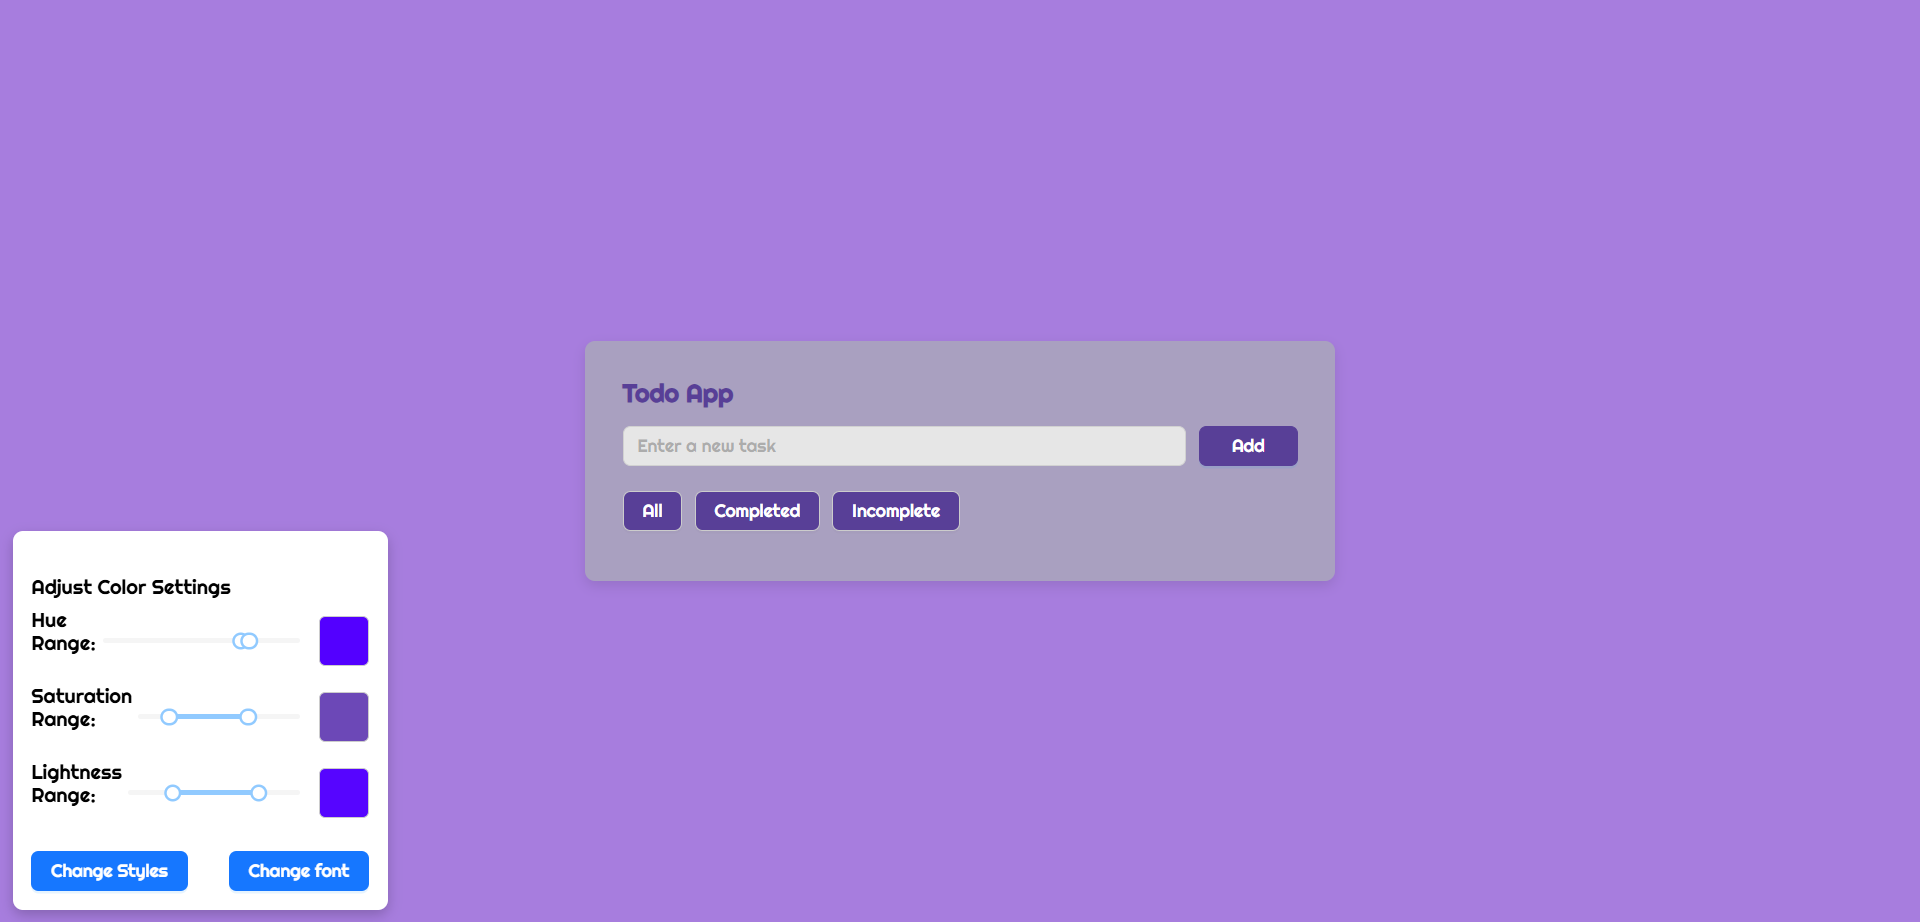 Todo App
Enter a new task
Add
All
Completed
Incomplete
Adjust Color Settings
Hue
Range:
Saturation
Range:
Lightness
Range:
Change Styles
Change font